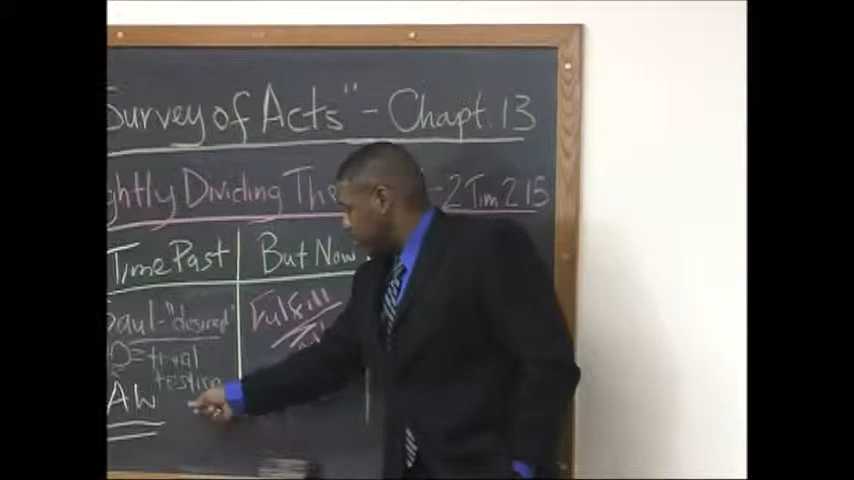 Survey of Acts" - Chapt. 13
ghtly Dividing The - 2 Tim 2 15
Time Past But Now
Saul - "desired" Fulfill
= trial
testing
Law